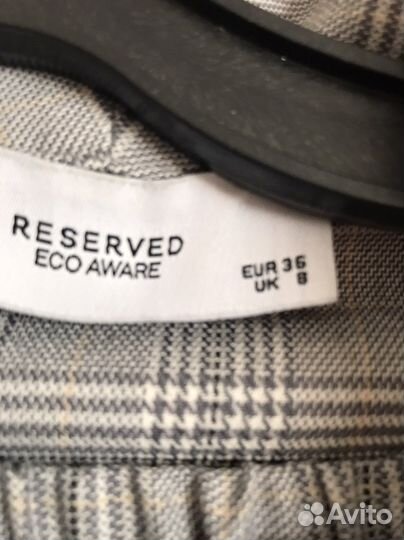 RESERVED
ECO AWARE
EUR 36
UK 8
Avito